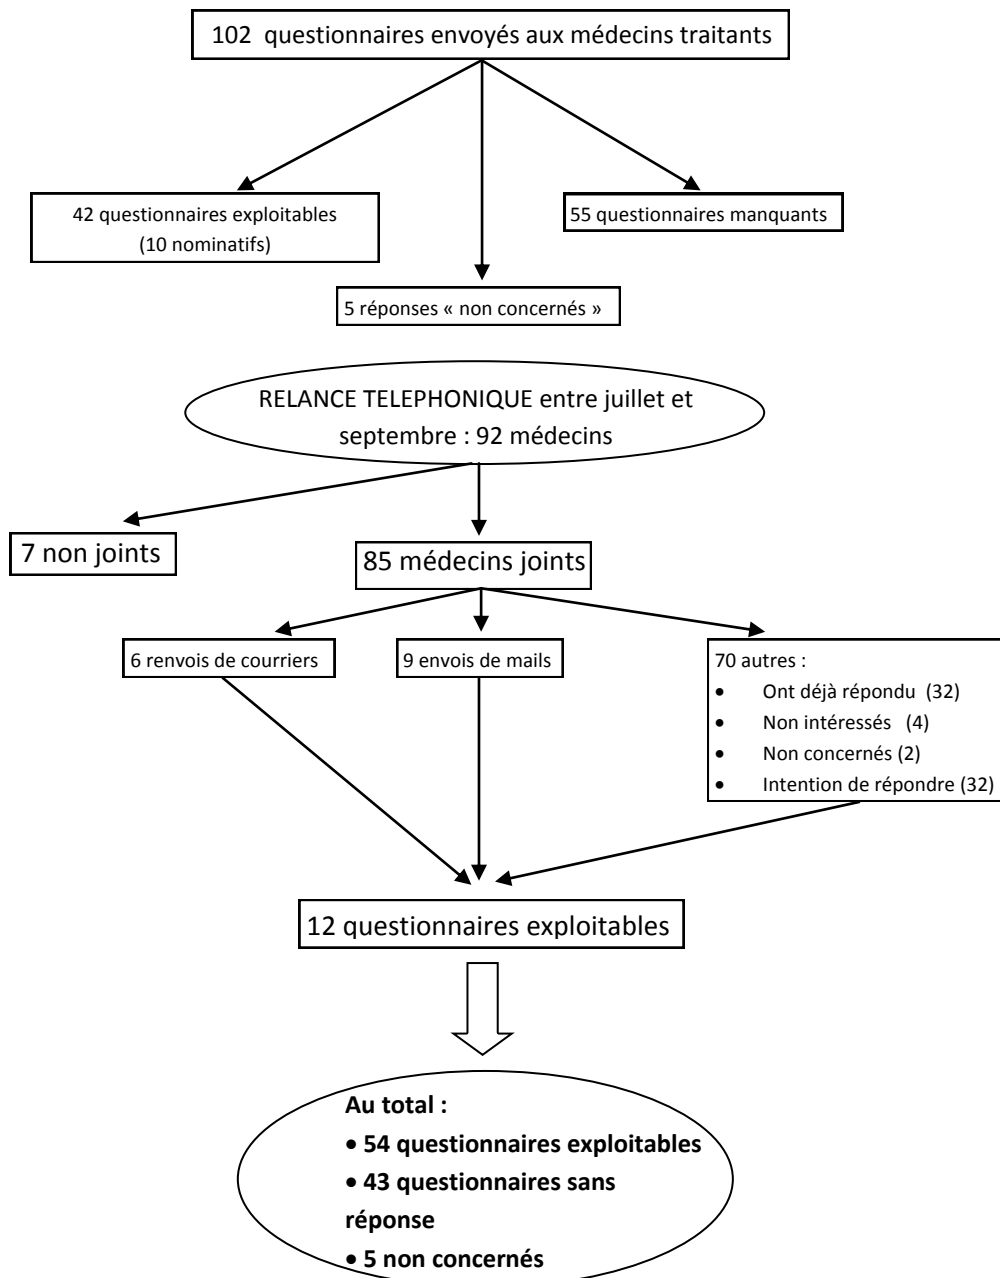 102 questionnaires envoyés aux médecins traitants
42 questionnaires exploitables
(10 nominatifs)
55 questionnaires manquants
5 réponses « non concernés »
RELANCE TELEPHONIQUE entre juillet et
septembre : 92 médecins
7 non joints
85 médecins joints
6 renvois de courriers
9 envois de mails
70 autres :
• Ont déjà répondu (32)
• Non intéressés (4)
• Non concernés (2)
• Intention de répondre (32)
12 questionnaires exploitables
Au total :
• 54 questionnaires exploitables
• 43 questionnaires sans
réponse
• 5 non concernés